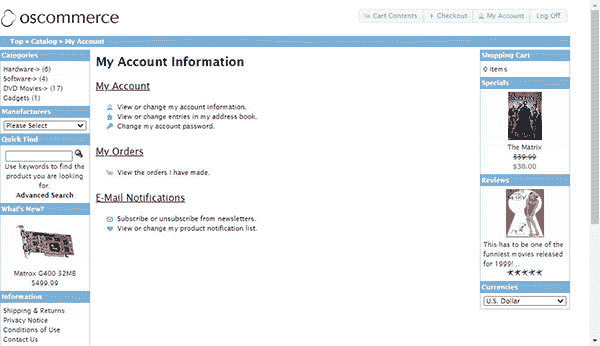 oscommerce
Cart Contents Checkout My Account Log Off
Top » Catalog » My Account
Categories
Hardware-> (6)
Software-> (4)
DVD Movies-> (17)
Gadgets (1)
Manufacturers
Please Select
Quick Find
Use keywords to find the
product you are looking
for.
Advanced Search
What's New?
Matrox G400 32MB
$499.99
Information
Shipping & Returns
Privacy Notice
Conditions of Use
Contact Us
My Account Information
My Account
View or change my account information.
View or change entries in my address book.
Change my account password.
My Orders
View the orders I have made.
E-Mail Notifications
Subscribe or unsubscribe from newsletters.
View or change my product notification list.
Shopping Cart
0 items
Specials
The Matrix
$39.99
$30.00
Reviews
This has to be one of the
funniest movies released
for 1999! ..
Currencies
U.S. Dollar